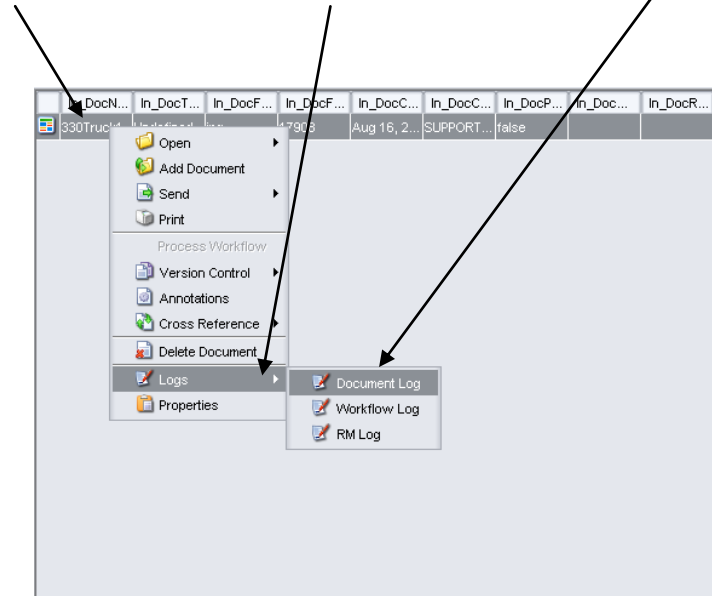 In_DocN... In_DocT... In_DocF... In_DocF... In_DocC... In_DocC... In_DocP... In_Doc... In_DocR...
17903 Aug 16, 2... SUPPORT... false
Open
Add Document
Send
Print
Process Workflow
Version Control
Annotations
Cross Reference
Delete Document
Logs
Properties
Document Log
Workflow Log
RM Log